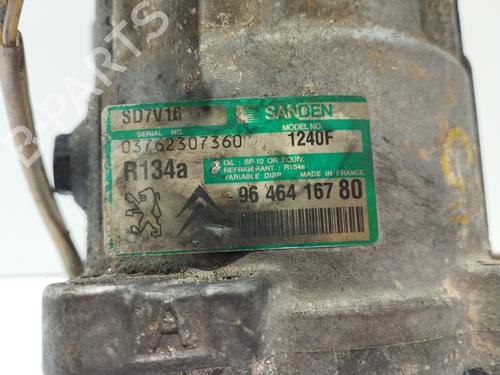 SD7V16 SANDEN
SERIAL NO. MODEL NO.
03762307360 1240F
R134a
OIL : SP-10 OR EQUIV.
REFRIGERANT : R134a
VARIABLE DISP. MADE IN FRANCE
96 464 167 80
A